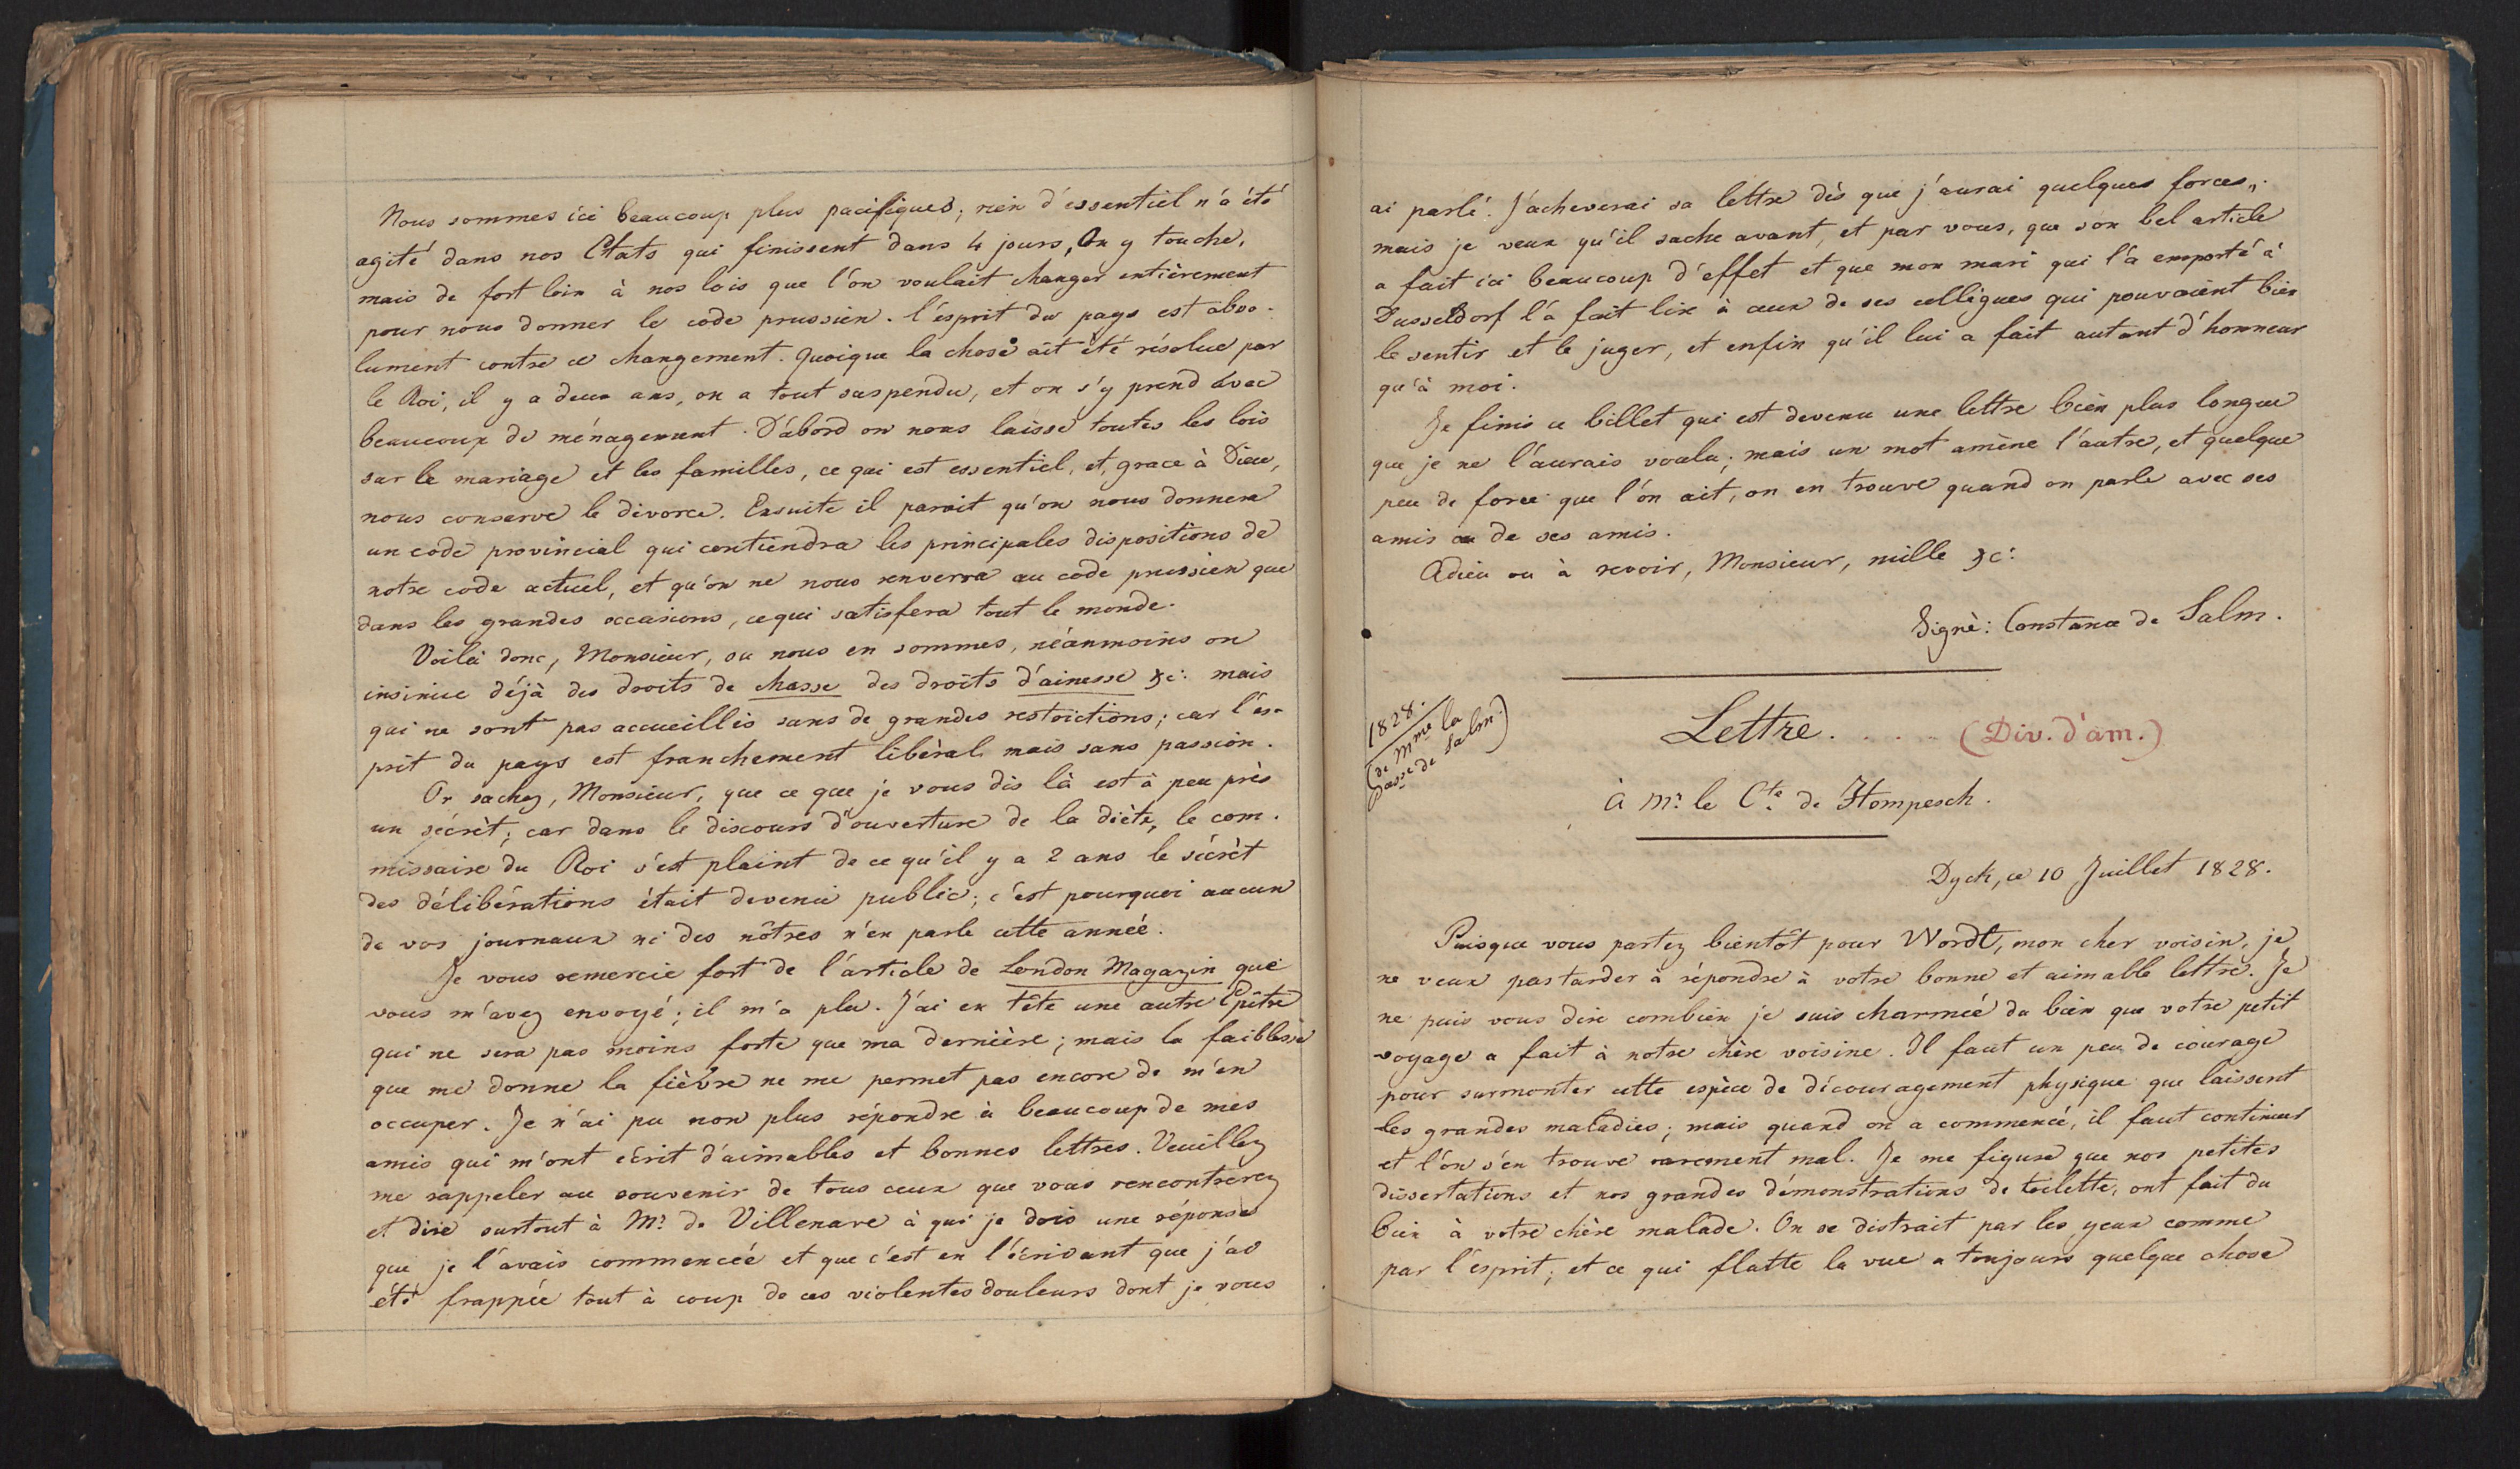 Nous sommes ici beaucoup plus pacifiques; rien d'essentiel n'a été
agité dans nos Etats qui finissent dans 4 jours, On y touche,
mais de fort loin à nos lois que l'on voulait changer entièrement
pour nous donner le code prussien. l'esprit du pays est abso-
lument contre ce changement. Quoique la chose ait été résolue par
le Roi, il y a deux ans, on a tout suspendu, et on s'y prend avec
beaucoup de ménagement. D'abord on nous laisse toutes les lois
sur le mariage et les familles, ce qui est essentiel, et, grace à Dieu,
nous conserve le divorce. Ensuite il parait qu'on nous donnera
un code provincial qui contiendra les principales dispositions de
notre code actuel, et qu'on ne nous renverra au code prussien que
dans les grandes occasions, ce qui satisfera tout le monde.
Voilà donc, Monsieur, ou nous en sommes, néanmoins on
insinue déjà des droits de chasse des droits d'ainesse &c: mais
qui ne sont pas accueillis sans de grandes restrictions; car l'es-
prit du pays est franchement libéral mais sans passion.
Or sachez, Monsieur, que ce que je vous dis là est à peu près
un sécrèt; car dans le discours d'ouverture de la diète, le com-
missaire du Roi s'est plaint de ce qu'il y a 2 ans le sécrèt
des délibérations était devenu public; c'est pourquoi aucun
de vos journaux ni des nôtres n'en parle cette année.
Je vous remercie fort de l'article de London Magazin que
vous m'avez envoyé; il m'a plu. J'ai en tête une autre Epître
qui ne sera pas moins forte que ma dernière; mais la faiblesse
que me donne la fièvre ne me permet pas encore de m'en
occuper. Je n'ai pu non plus répondre à beaucoup de mes
amis qui m'ont écrit d'aimables et bonnes lettres. Veuillez
me rappeler au souvenir de tous ceux que vous rencontrerez
et dire surtout à Mr. de Villenave à qui je dois une réponse
que je l'avais commencée et que c'est en l'écrivant que j'ai
été frappée tout à coup de ces violentes douleurs dont je vous
ai parlé. J'acheverai sa lettre dès que j'aurai quelques forces,.
mais je veux qu'il sache avant, et par vous, que son bel article
a fait ici beaucoup d'effet et que mon mari qui l'a emporté à
Dusseldorf l'a fait lire à ceux de ses collègues qui pouvaient bien
le sentir et le juger, et enfin qu'il lui a fait autant d'honneur
qu'à moi.
Je finis ce billet qui est devenu une lettre bien plus longue
que je ne l'aurais voulu; mais un mot amène l'autre, et quelque
peu de force que l'on ait, on en trouve quand on parle avec ses
amis ou de ses amis.
Adieu ou à revoir, Monsieur, mille &c:
Signé: Constance de Salm.
1828.
(de Mme la
Passe de Salm.)
Lettre. . . . . (Div. d'am.)
à Mr. le Cte. de Hompesch.
Dyck, ce 10 Juillet 1828.
Puisque vous partez bientôt pour Wordt, mon cher voisin, je
ne veux pas tarder à répondre à votre bonne et aimable lettre. Je
ne puis vous dire combien je suis charmée du bien que votre petit
voyage a fait à notre chère voisine. Il faut un peu de courage
pour surmonter cette espèce de découragement physique que laissent
les grandes maladies; mais quand on a commencé, il faut continuer
et l'on s'en trouve rarement mal. Je me figure que nos petites
dissertations et nos grandes démonstrations de toilette, ont fait du
bien à votre chère malade. On se distrait par les yeux comme
par l'esprit; et ce qui flatte la vue a toujours quelque chose